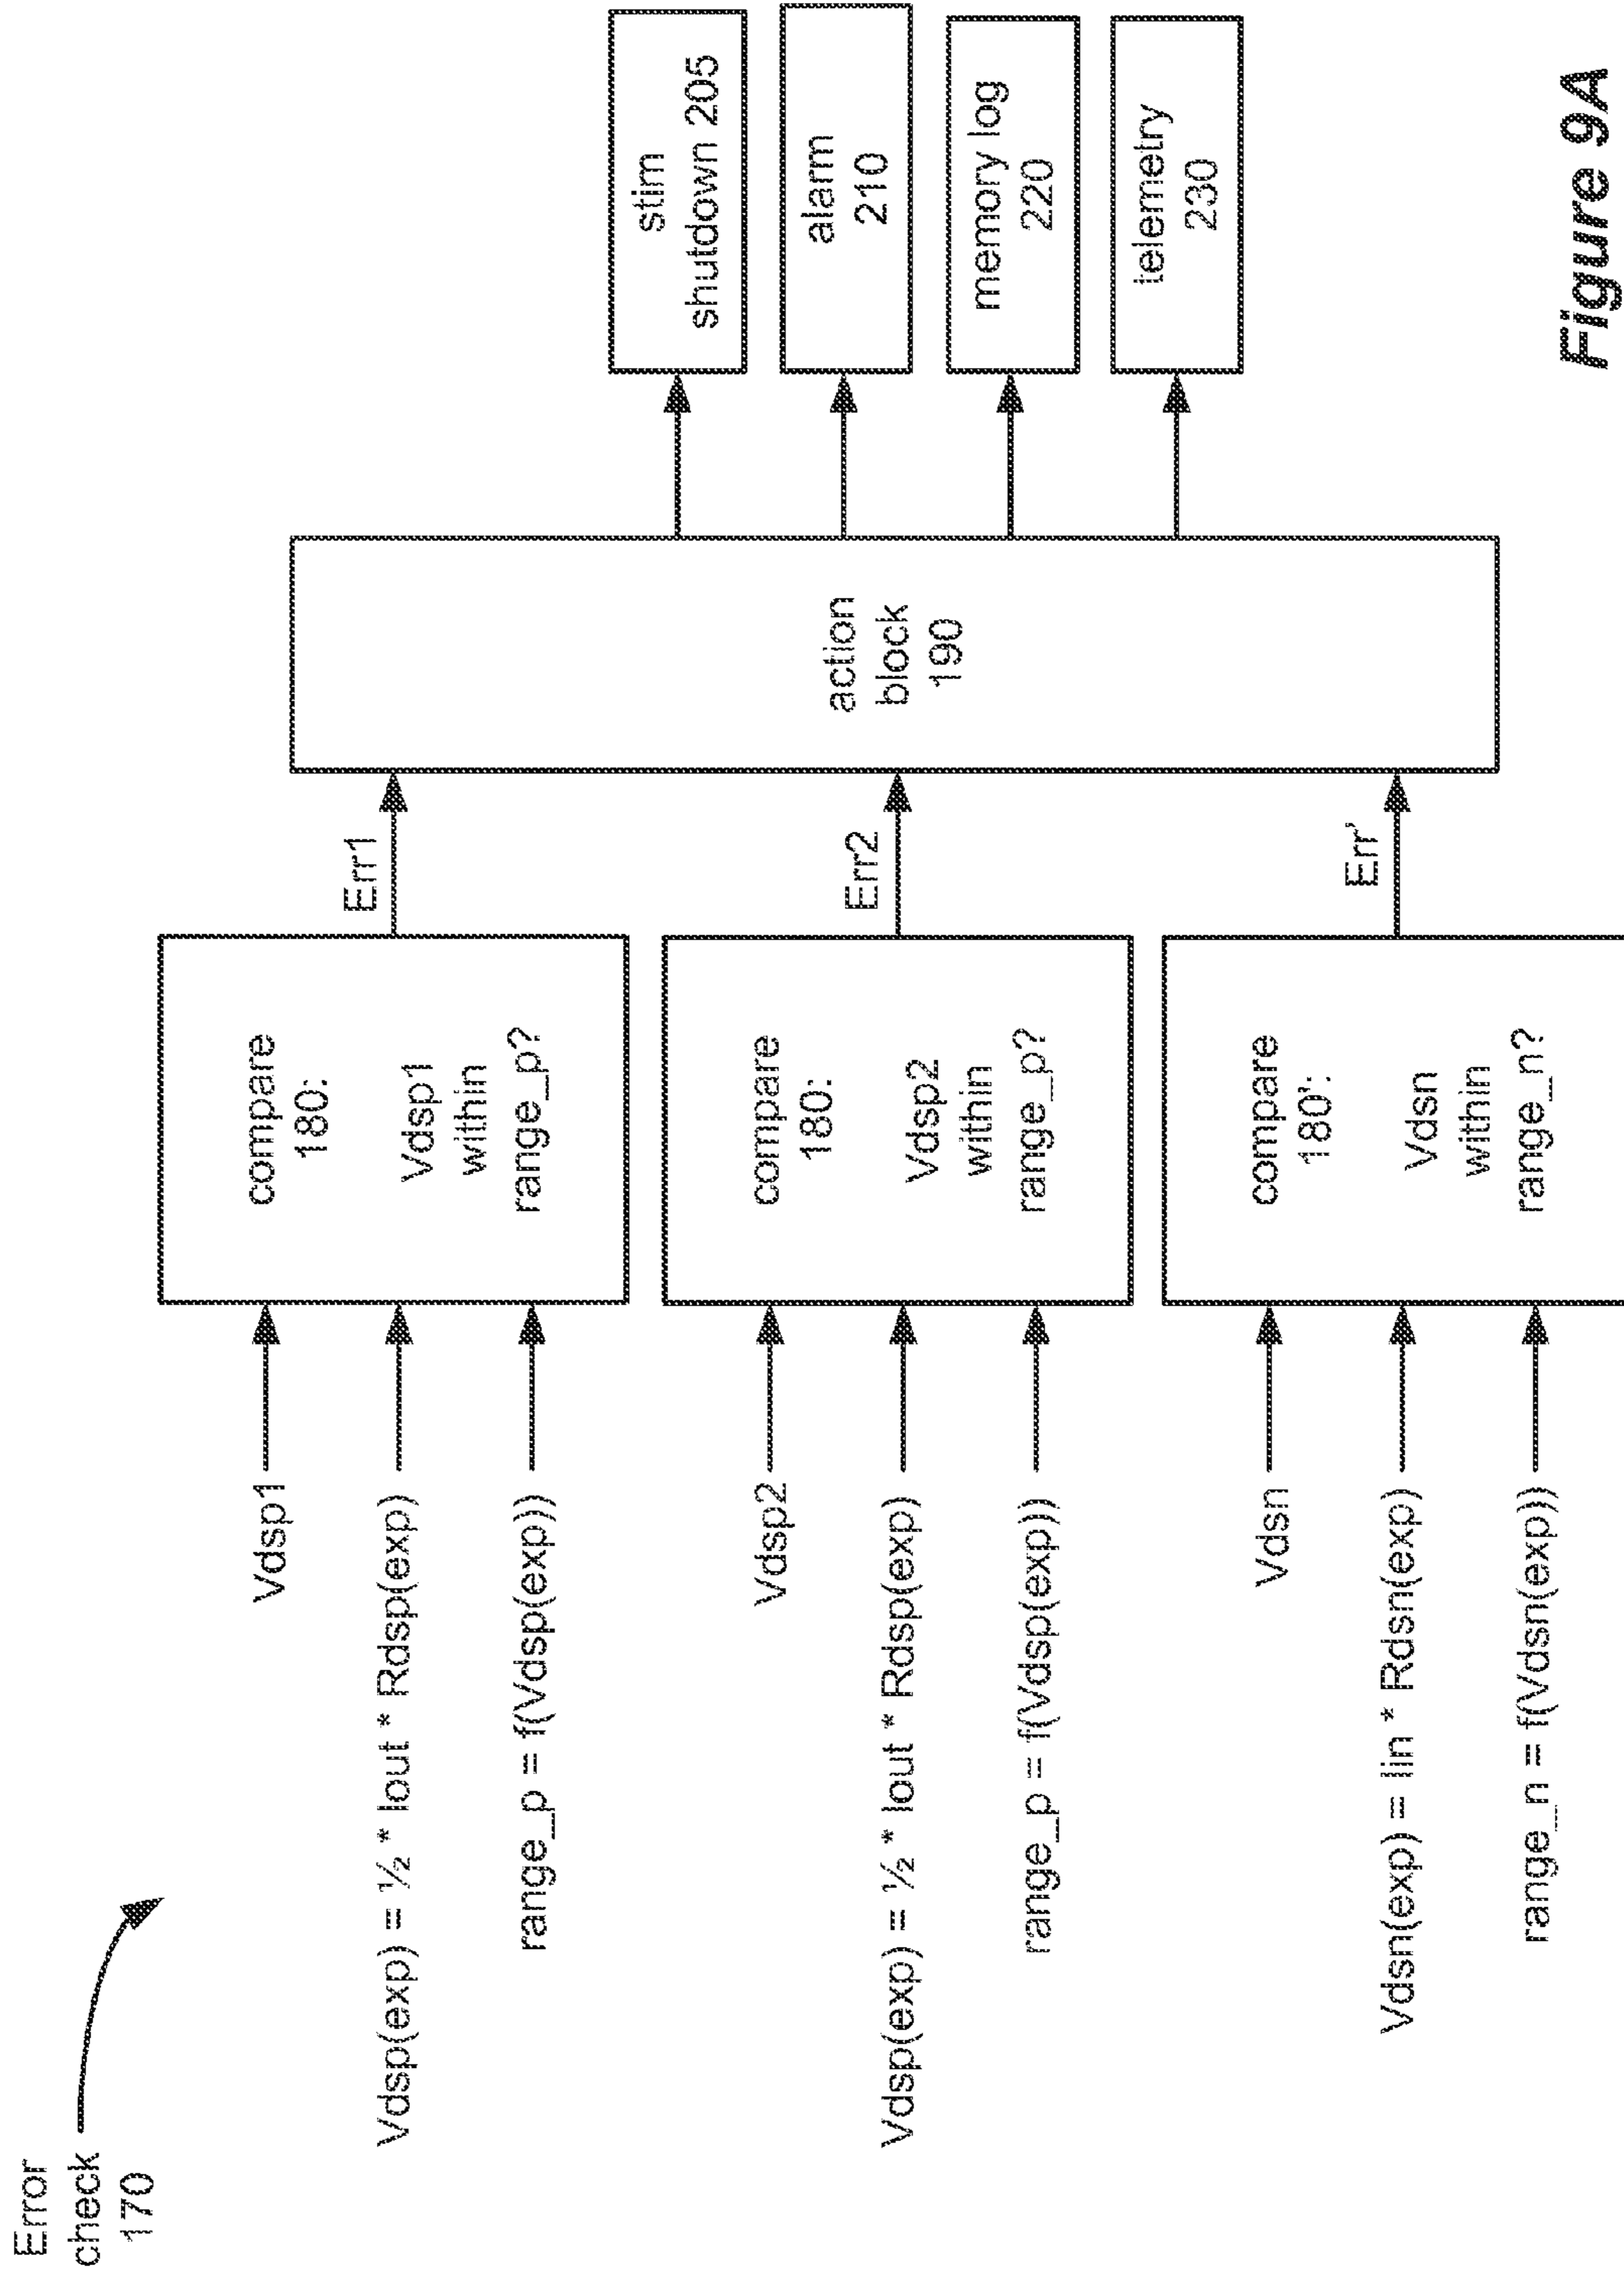 Error
check
170
Vdsp1
Vdsp(exp) = ½ * Iout * Rdsp(exp)
range_p = f(Vdsp(exp))
compare
180:
Vdsp1
within
range_p?
Err1
Vdsp2
Vdsp(exp) = ½ * Iout * Rdsp(exp)
range_p = f(Vdsp(exp))
compare
180:
Vdsp2
within
range_p?
Err2
Vdsn
Vdsn(exp) = Iin * Rdsn(exp)
range_n = f(Vdsn(exp))
compare
180':
Vdsn
within
range_n?
Err'
action
block
190
stim
shutdown 205
alarm
210
memory log
220
telemetry
230
Figure 9A